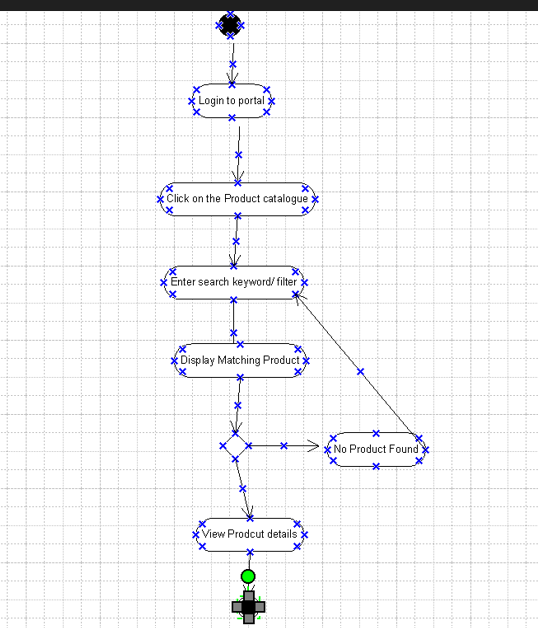 Login to portal
Click on the Product catalogue
Enter search keyword/ filter
Display Matching Product
No Product Found
View Prodcut details